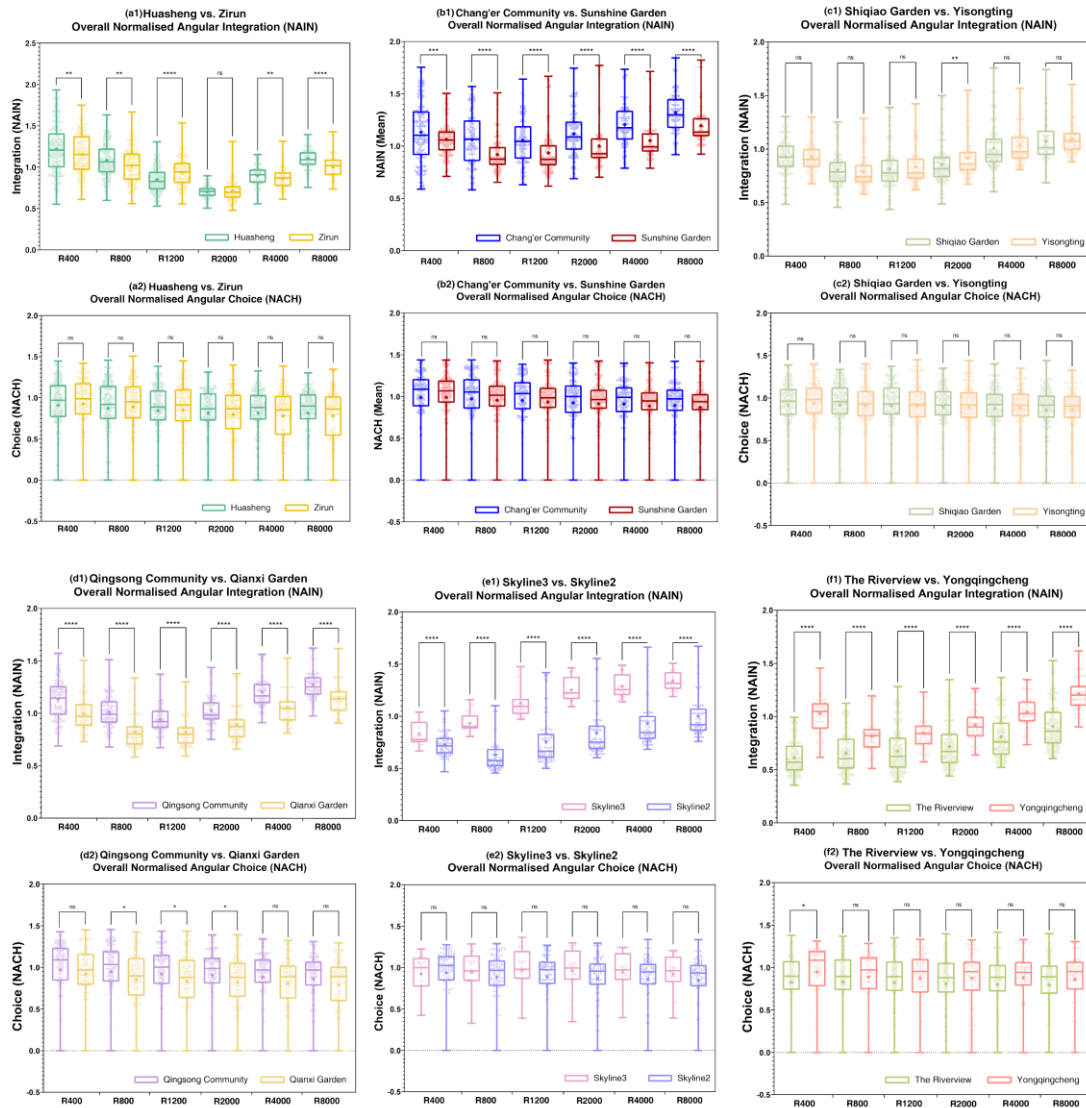 (a1) Huasheng vs. Zirun
Overall Normalised Angular Integration (NAIN)
Integration (NAIN)
2.5
2.0
1.5
1.0
0.5
0.0
** ** **** ns ** ****
Huasheng Zirun
R400 R800 R1200 R2000 R4000 R8000
(b1) Chang'er Community vs. Sunshine Garden
Overall Normalised Angular Integration (NAIN)
NAIN (Mean)
2.0
1.5
1.0
0.5
0.0
*** **** **** **** **** ****
Chang'er Community Sunshine Garden
R400 R800 R1200 R2000 R4000 R8000
(c1) Shiqiao Garden vs. Yisongting
Overall Normalised Angular Integration (NAIN)
Integration (NAIN)
2.0
1.5
1.0
0.5
0.0
ns ns ns ** ns ns
Shiqiao Garden Yisongting
R400 R800 R1200 R2000 R4000 R8000
(a2) Huasheng vs. Zirun
Overall Normalised Angular Choice (NACH)
Choice (NACH)
2.0
1.5
1.0
0.5
0.0
-0.5
ns ns ns ns ns ns
Huasheng Zirun
R400 R800 R1200 R2000 R4000 R8000
(b2) Chang'er Community vs. Sunshine Garden
Overall Normalised Angular Choice (NACH)
NACH (Mean)
2.0
1.5
1.0
0.5
0.0
-0.5
ns ns ns ns ns ns
Chang'er Community Sunshine Garden
R400 R800 R1200 R2000 R4000 R8000
(c2) Shiqiao Garden vs. Yisongting
Overall Normalised Angular Choice (NACH)
Choice (NACH)
2.0
1.5
1.0
0.5
0.0
-0.5
ns ns ns ns ns ns
Shiqiao Garden Yisongting
R400 R800 R1200 R2000 R4000 R8000
(d1) Qingsong Community vs. Qianxi Garden
Overall Normalised Angular Integration (NAIN)
Integration (NAIN)
2.0
1.5
1.0
0.5
0.0
**** **** **** **** **** ****
Qingsong Community Qianxi Garden
R400 R800 R1200 R2000 R4000 R8000
(e1) Skyline3 vs. Skyline2
Overall Normalised Angular Integration (NAIN)
Integration (NAIN)
2.0
1.5
1.0
0.5
0.0
**** **** **** **** **** ****
Skyline3 Skyline2
R400 R800 R1200 R2000 R4000 R8000
(f1) The Riverview vs. Yongqingcheng
Overall Normalised Angular Integration (NAIN)
Integration (NAIN)
2.0
1.5
1.0
0.5
0.0
**** **** **** **** **** ****
The Riverview Yongqingcheng
R400 R800 R1200 R2000 R4000 R8000
(d2) Qingsong Community vs. Qianxi Garden
Overall Normalised Angular Choice (NACH)
Choice (NACH)
2.0
1.5
1.0
0.5
0.0
-0.5
ns * * * ns ns
Qingsong Community Qianxi Garden
R400 R800 R1200 R2000 R4000 R8000
(e2) Skyline3 vs. Skyline2
Overall Normalised Angular Choice (NACH)
Choice (NACH)
2.0
1.5
1.0
0.5
0.0
-0.5
ns ns ns ns ns ns
Skyline3 Skyline2
R400 R800 R1200 R2000 R4000 R8000
(f2) The Riverview vs. Yongqingcheng
Overall Normalised Angular Choice (NACH)
Choice (NACH)
2.0
1.5
1.0
0.5
0.0
-0.5
* ns ns ns ns ns
The Riverview Yongqingcheng
R400 R800 R1200 R2000 R4000 R8000